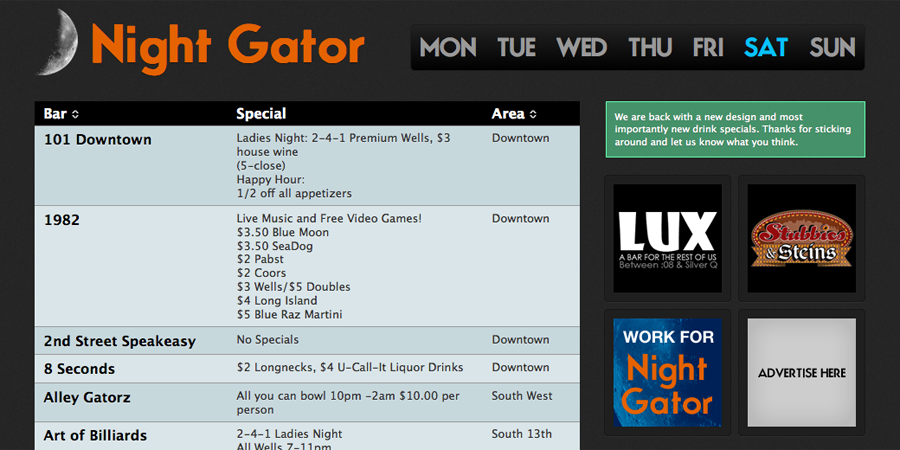 Night Gator
MON TUE WED THU FRI SAT SUN
Bar Special Area
101 Downtown
Ladies Night: 2-4-1 Premium Wells, $3
house wine
(5-close)
Happy Hour:
1/2 off all appetizers
Downtown
1982
Live Music and Free Video Games!
$3.50 Blue Moon
$3.50 SeaDog
$2 Pabst
$2 Coors
$3 Wells/$5 Doubles
$4 Long Island
$5 Blue Raz Martini
Downtown
2nd Street Speakeasy
No Specials
Downtown
8 Seconds
$2 Longnecks, $4 U-Call-It Liquor Drinks
Downtown
Alley Gatorz
All you can bowl 10pm -2am $10.00 per
person
South West
Art of Billiards
2-4-1 Ladies Night
All Wells 7-11pm
South 13th
We are back with a new design and most
importantly new drink specials. Thanks for sticking
around and let us know what you think.
LUX
A BAR FOR THE REST OF US
Between :08 & Silver Q
Stubbies
& Steins
WORK FOR
Night
Gator
ADVERTISE HERE